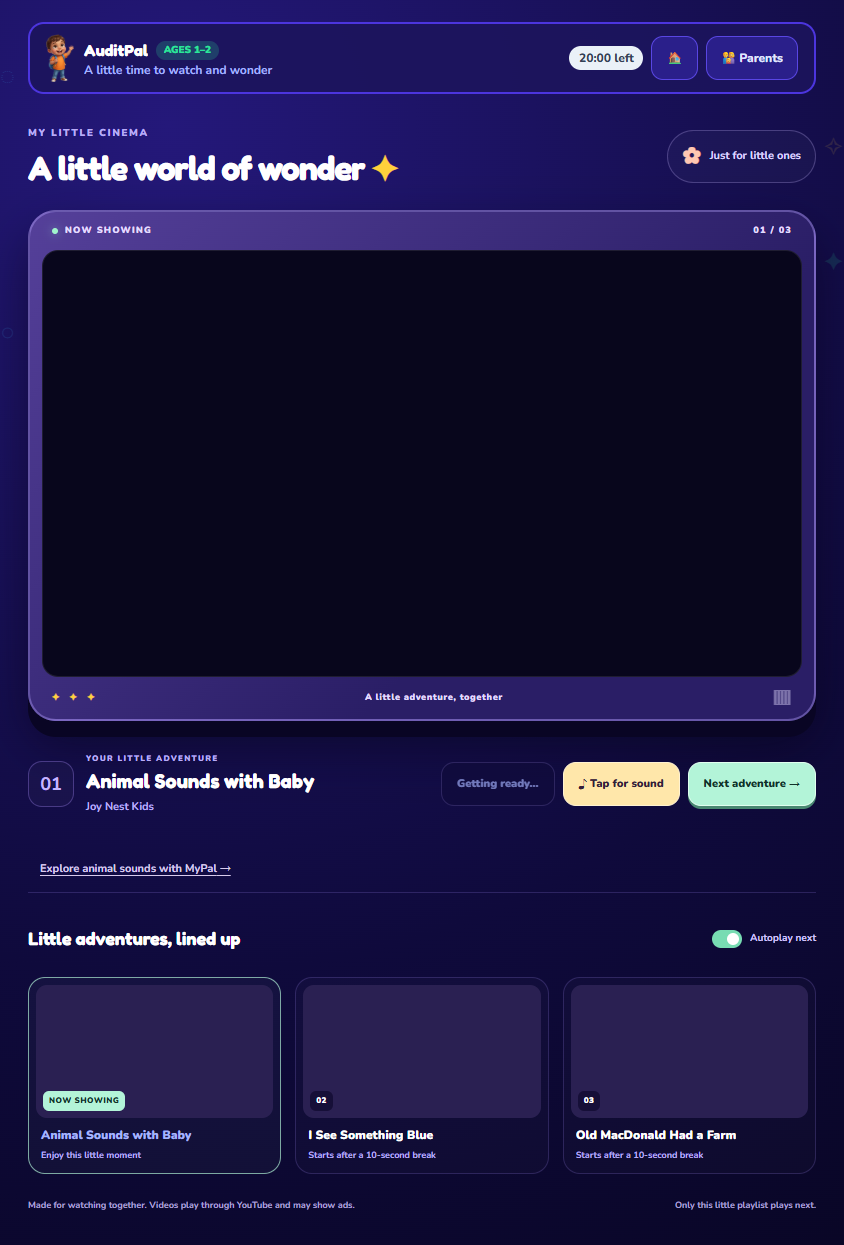 AuditPal AGES 1–2
A little time to watch and wonder
20:00 left
Parents
MY LITTLE CINEMA
A little world of wonder
Just for little ones
NOW SHOWING
01 / 03
A little adventure, together
01
YOUR LITTLE ADVENTURE
Animal Sounds with Baby
Joy Nest Kids
Getting ready...
♪ Tap for sound
Next adventure →
Explore animal sounds with MyPal →
Little adventures, lined up
Autoplay next
NOW SHOWING
Animal Sounds with Baby
Enjoy this little moment
02
I See Something Blue
Starts after a 10-second break
03
Old MacDonald Had a Farm
Starts after a 10-second break
Made for watching together. Videos play through YouTube and may show ads.
Only this little playlist plays next.